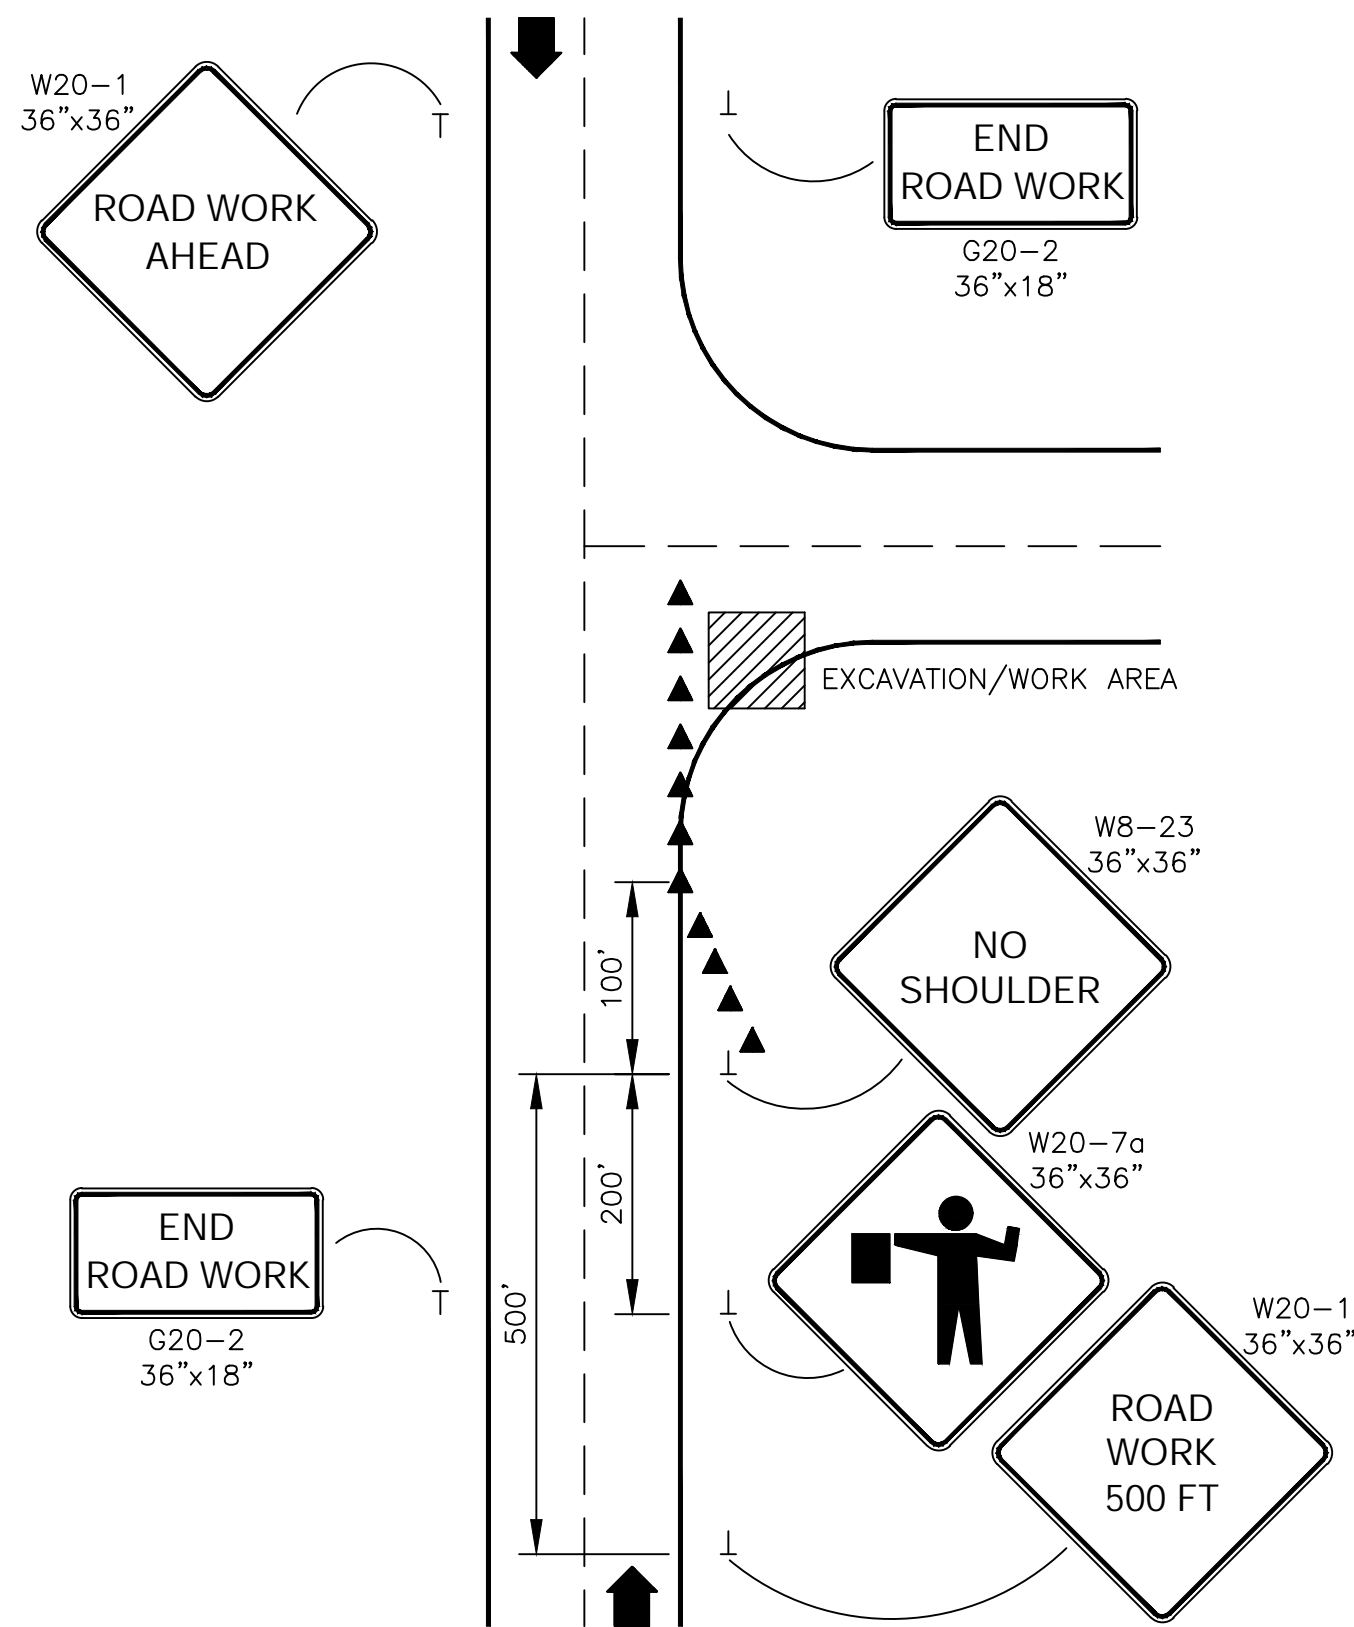 W20-1
36"x36"
ROAD WORK
AHEAD
END
ROAD WORK
G20-2
36"x18"
EXCAVATION/WORK AREA
W8-23
36"x36"
NO
SHOULDER
100'
W20-7a
36"x36"
200'
500'
END
ROAD WORK
G20-2
36"x18"
W20-1
36"x36"
ROAD
WORK
500 FT